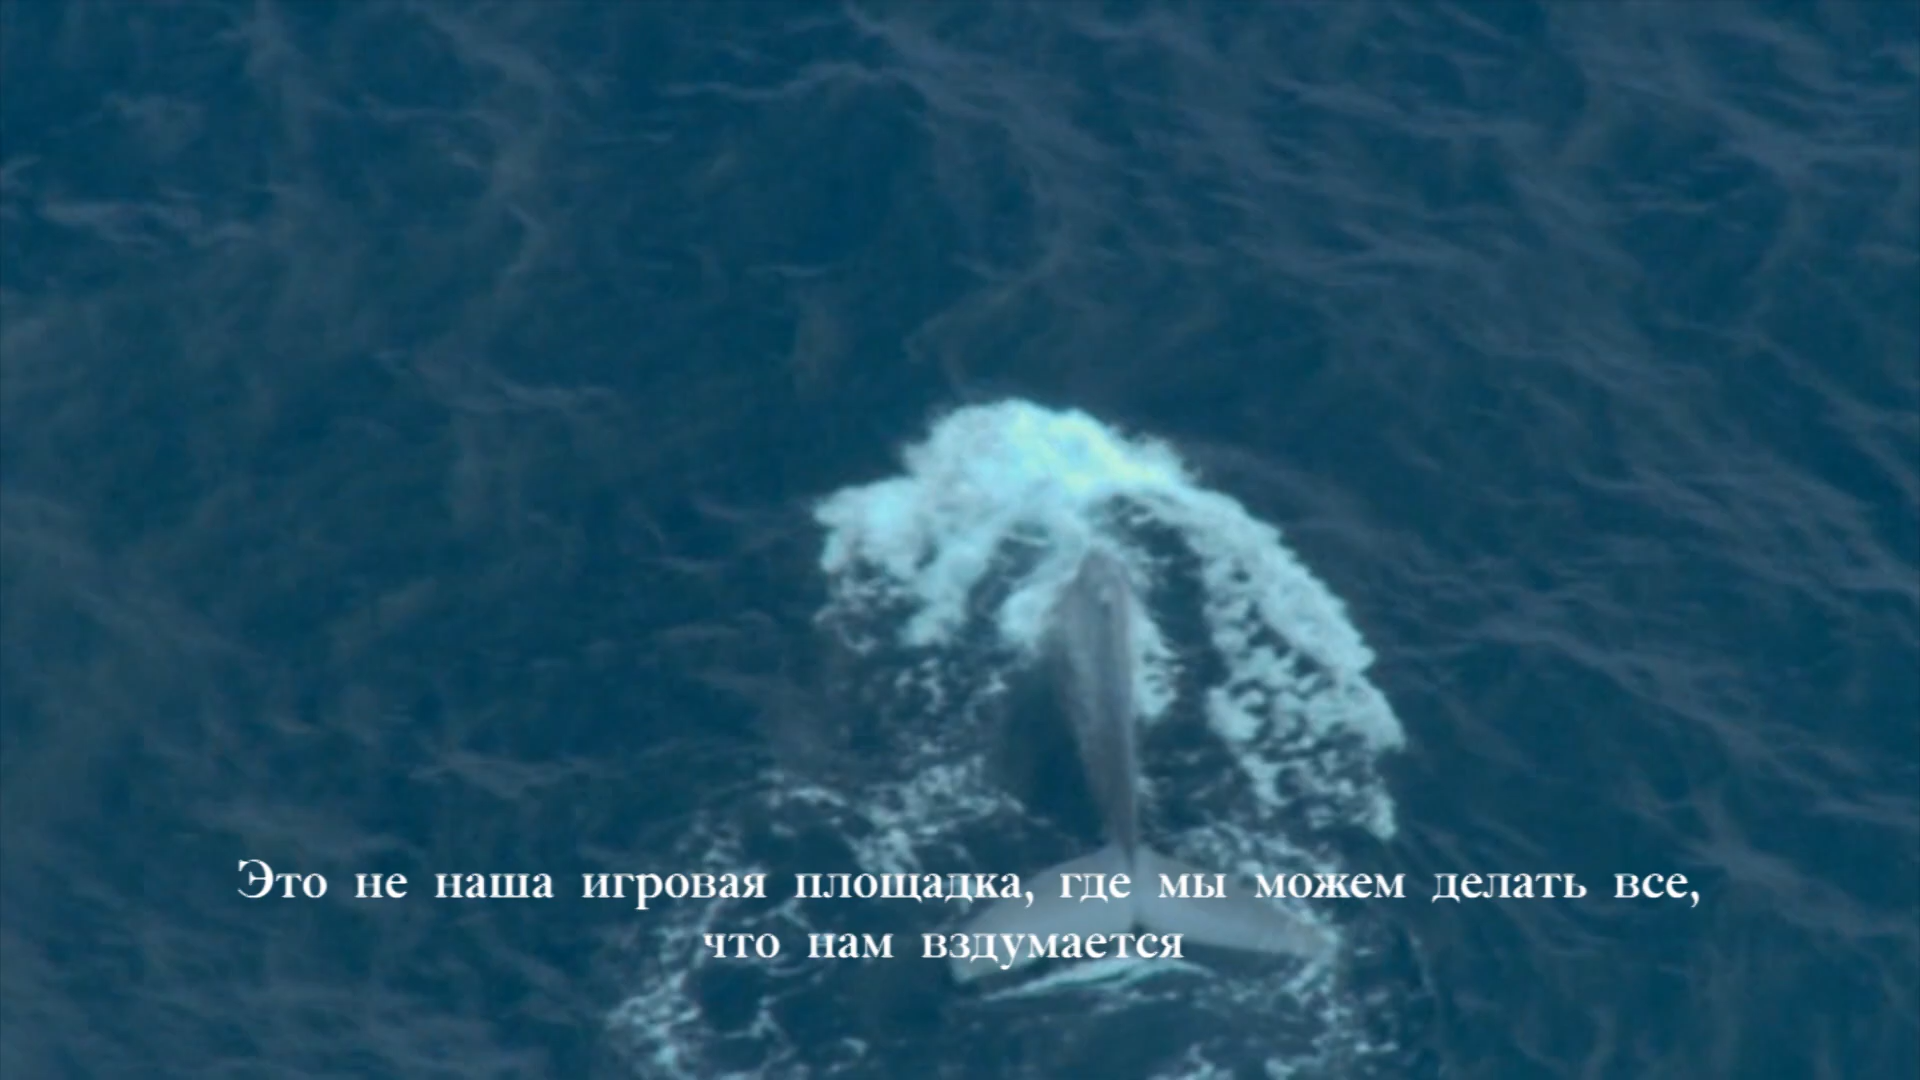 Это не наша игровая площадка, где мы можем делать все,
что нам вздумается